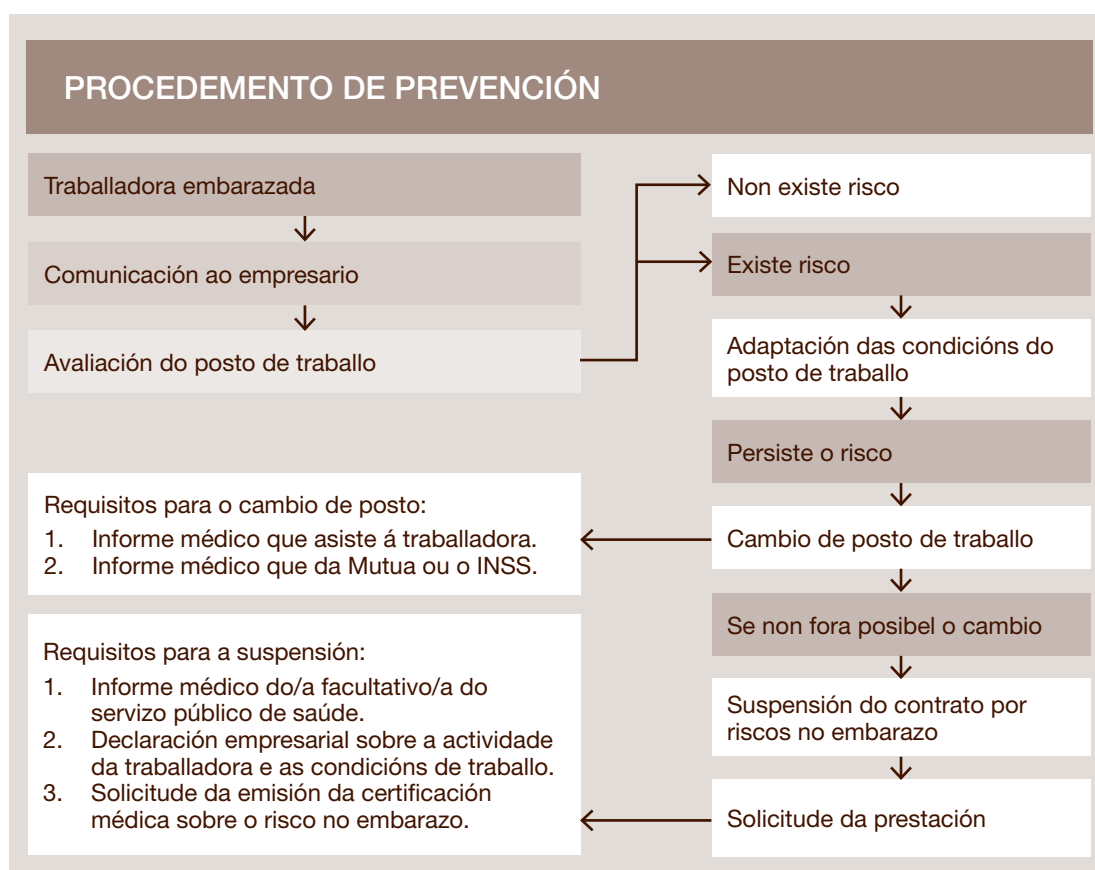 PROCEDEMENTO DE PREVENCIÓN
Traballadora embarazada
Comunicación ao empresario
Avaliación do posto de traballo
Non existe risco
Existe risco
Adaptación das condicións do
posto de traballo
Persiste o risco
Cambio de posto de traballo
Requisitos para o cambio de posto:
1. Informe médico que asiste á traballadora.
2. Informe médico que da Mutua ou o INSS.
Se non fora posibel o cambio
Suspensión do contrato por
riscos no embarazo
Solicitude da prestación
Requisitos para a suspensión:
1. Informe médico do/a facultativo/a do
servizo público de saúde.
2. Declaración empresarial sobre a actividade
da traballadora e as condicións de traballo.
3. Solicitude da emisión da certificación
médica sobre o risco no embarazo.